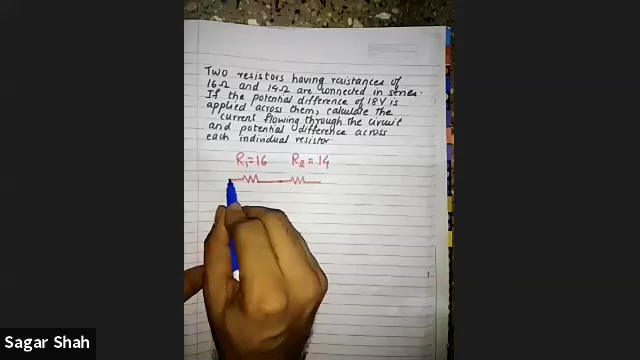 Two resistors having resistances of
16Ω and 14Ω are connected in series.
If the potential difference of 18V is
applied across them, calculate the
current flowing through the circuit
and potential difference across
each individual resistor.
R₁=16 R₂ = 14
Sagar Shah